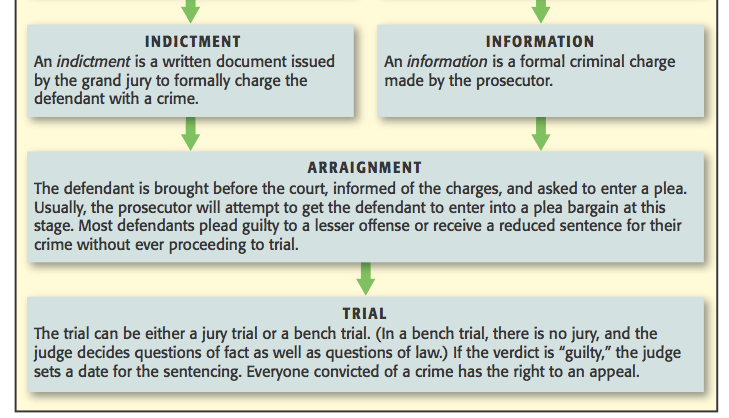 INDICTMENT
An indictment is a written document issued
by the grand jury to formally charge the
defendant with a crime.
INFORMATION
An information is a formal criminal charge
made by the prosecutor.
ARRAIGNMENT
The defendant is brought before the court, informed of the charges, and asked to enter a plea.
Usually, the prosecutor will attempt to get the defendant to enter into a plea bargain at this
stage. Most defendants plead guilty to a lesser offense or receive a reduced sentence for their
crime without ever proceeding to trial.
TRIAL
The trial can be either a jury trial or a bench trial. (In a bench trial, there is no jury, and the
judge decides questions of fact as well as questions of law.) If the verdict is “guilty,” the judge
sets a date for the sentencing. Everyone convicted of a crime has the right to an appeal.